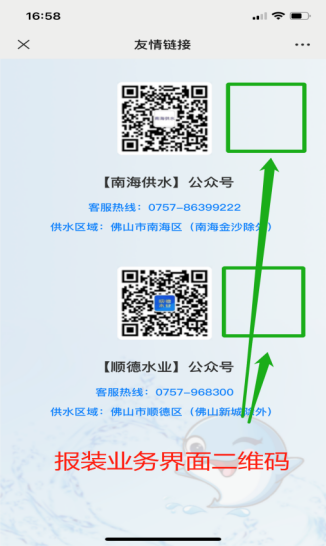 16:58
友情链接
【南海供水】公众号
客服热线：0757-86399222
供水区域：佛山市南海区（南海金沙除外）
【顺德水业】公众号
客服热线：0757-968300
供水区域：佛山市顺德区（佛山新城除外）
报装业务界面二维码